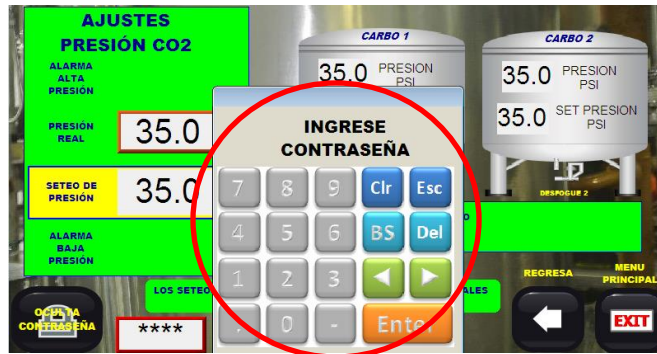 AJUSTES
PRESIÓN CO2
ALARMA
ALTA
PRESIÓN
PRESIÓN
REAL
35.0
SETEO DE
PRESIÓN
35.0
ALARMA
BAJA
PRESIÓN
LOS SETEO
OCULTA
CONTRASEÑA
****
CARBO 1
35.0 PRESION
PSI
INGRESE
CONTRASEÑA
7 8 9 Clr Esc
4 5 6 BS Del
1 2 3
. 0 - Enter
CARBO 2
35.0 PRESION
PSI
35.0 SET PRESION
PSI
DESFOGUE 2
O
ALES
REGRESA
MENU
PRINCIPAL
EXIT